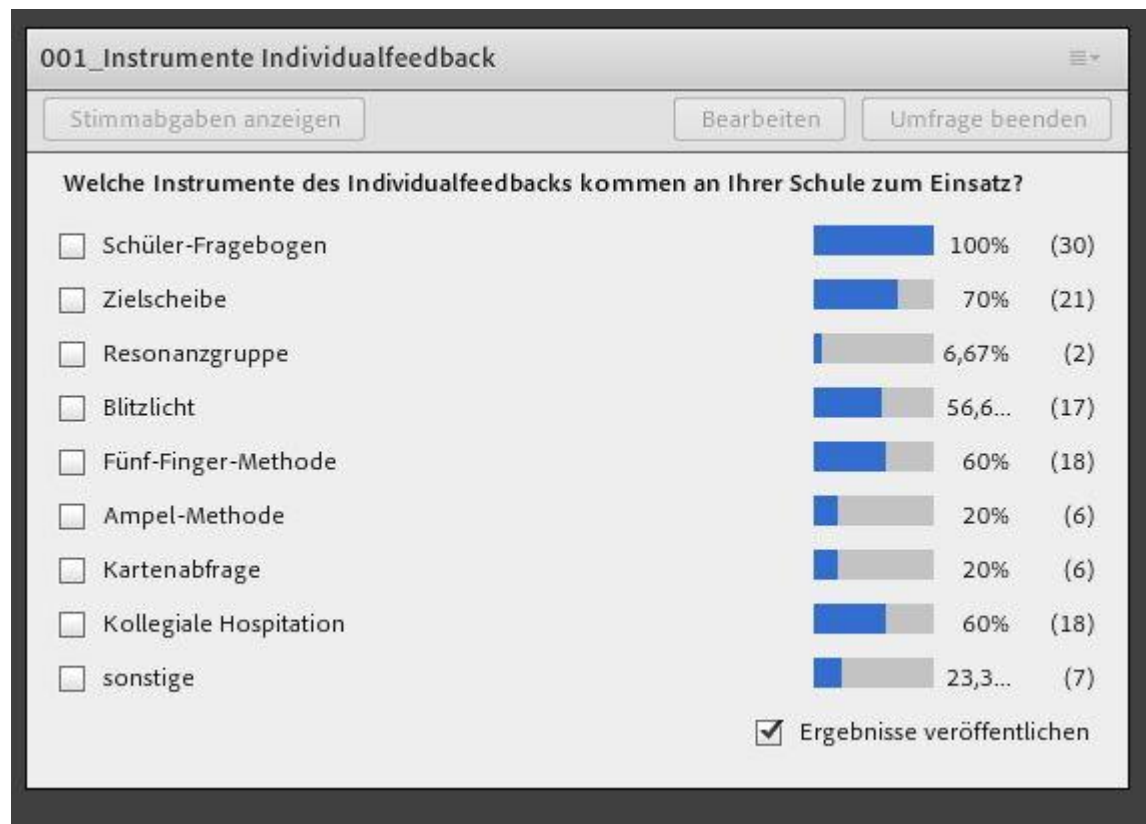 001_Instrumente Individualfeedback
Stimmabgaben anzeigen Bearbeiten Umfrage beenden
Welche Instrumente des Individualfeedbacks kommen an Ihrer Schule zum Einsatz?
Schüler-Fragebogen 100% (30)
Zielscheibe 70% (21)
Resonanzgruppe 6,67% (2)
Blitzlicht 56,6... (17)
Fünf-Finger-Methode 60% (18)
Ampel-Methode 20% (6)
Kartenabfrage 20% (6)
Kollegiale Hospitation 60% (18)
sonstige 23,3... (7)
Ergebnisse veröffentlichen